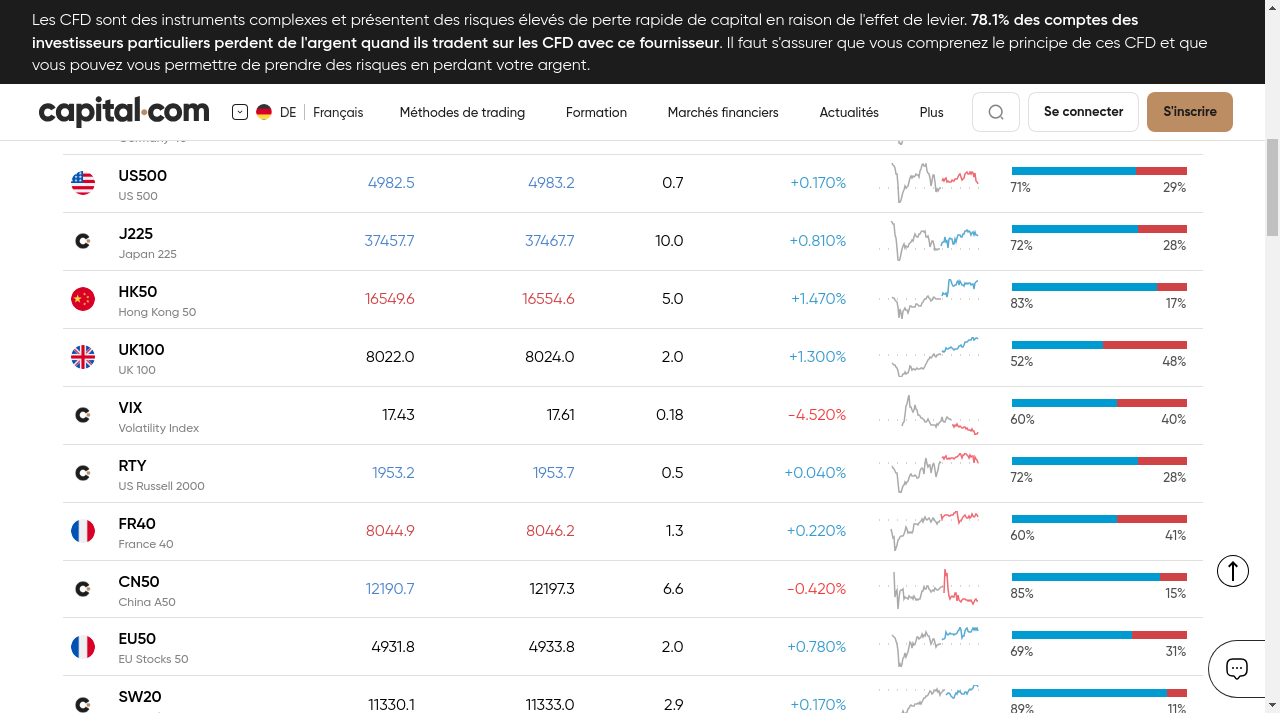 Les CFD sont des instruments complexes et présentent des risques élevés de perte rapide de capital en raison de l'effet de levier. 78.1% des comptes des
investisseurs particuliers perdent de l'argent quand ils tradent sur les CFD avec ce fournisseur. Il faut s'assurer que vous comprenez le principe de ces CFD et que
vous pouvez vous permettre de prendre des risques en perdant votre argent.
capital.com DE Français Méthodes de trading Formation Marchés financiers Actualités Plus Se connecter S'inscrire
US500 4982.5 4983.2 0.7 +0.170% 71% 29%
US 500
J225 37457.7 37467.7 10.0 +0.810% 72% 28%
Japan 225
HK50 16549.6 16554.6 5.0 +1.470% 83% 17%
Hong Kong 50
UK100 8022.0 8024.0 2.0 +1.300% 52% 48%
UK 100
VIX 17.43 17.61 0.18 -4.520% 60% 40%
Volatility Index
RTY 1953.2 1953.7 0.5 +0.040% 72% 28%
US Russell 2000
FR40 8044.9 8046.2 1.3 +0.220% 60% 41%
France 40
CN50 12190.7 12197.3 6.6 -0.420% 85% 15%
China A50
EU50 4931.8 4933.8 2.0 +0.780% 69% 31%
EU Stocks 50
SW20 11330.1 11333.0 2.9 +0.170% 89% 11%